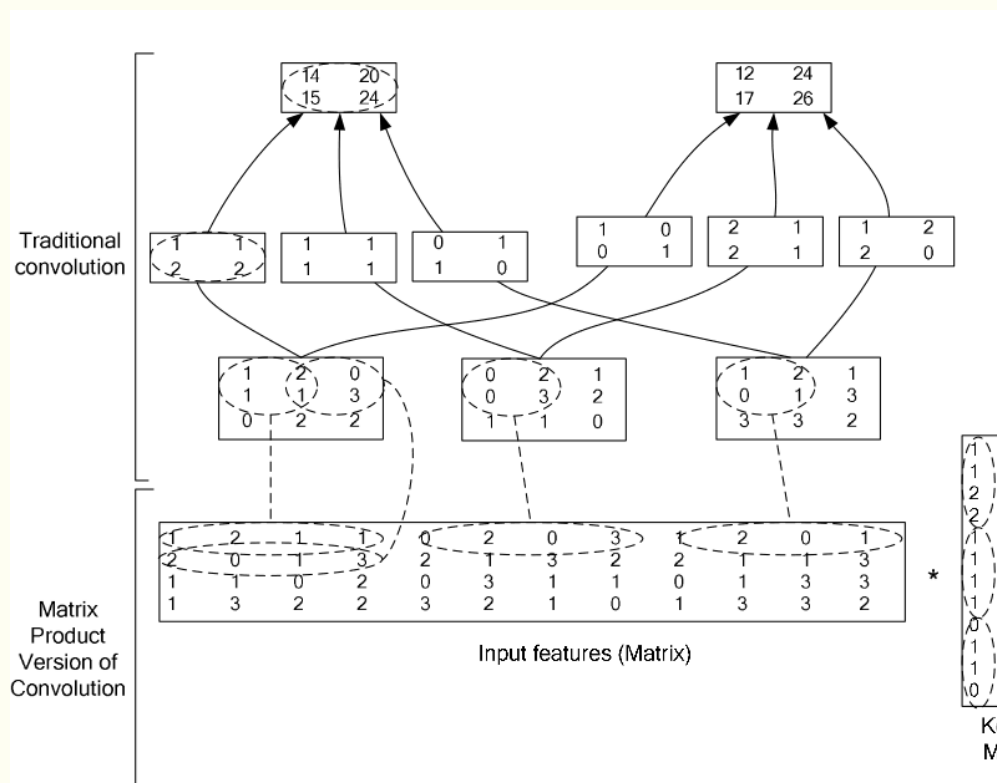 14 20
15 24
12 24
17 26
Traditional
convolution
1 1
2 2
1 1
1 1
0 1
1 0
1 0
0 1
2 1
2 1
1 2
2 0
1 2 0
1 1 3
0 2 2
0 2 1
0 3 2
1 1 0
1 2 1
0 1 3
3 3 2
Matrix
Product
Version of
Convolution
1 2 1 1 0 2 0 3 1 2 0 1
2 0 1 3 2 1 3 2 2 1 1 3
1 1 0 2 0 3 1 1 0 1 3 3
1 3 2 2 3 2 1 0 1 3 3 2
Input features (Matrix)
*
1
1
2
2
1
1
1
1
0
1
1
0